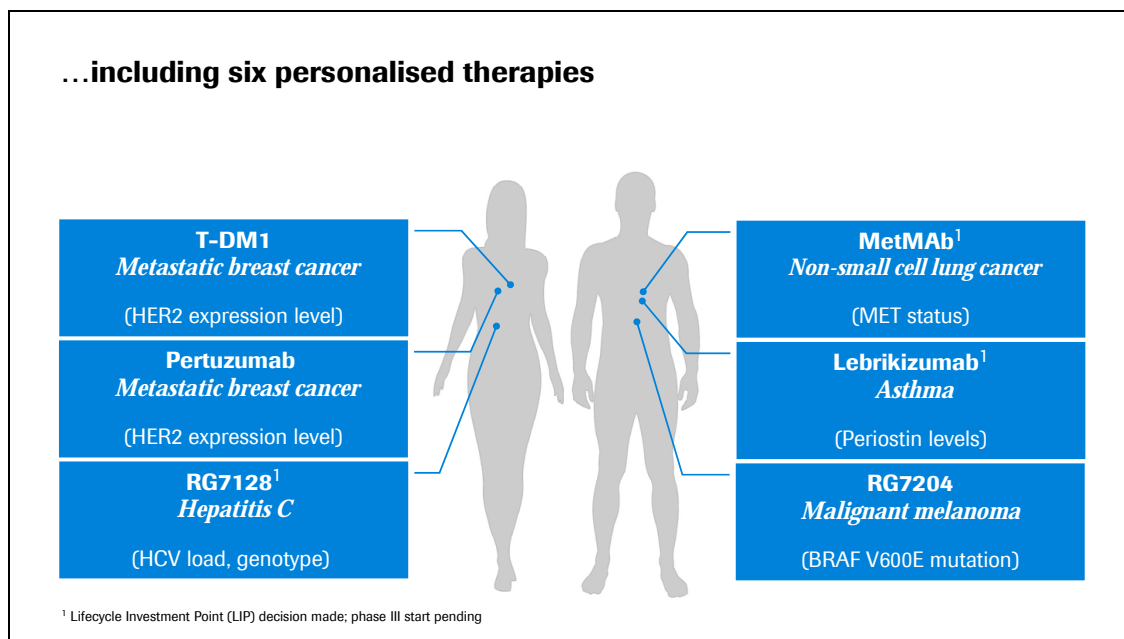 …including six personalised therapies
T-DM1
Metastatic breast cancer
(HER2 expression level)
Pertuzumab
Metastatic breast cancer
(HER2 expression level)
RG7128¹
Hepatitis C
(HCV load, genotype)
MetMAb¹
Non-small cell lung cancer
(MET status)
Lebrikizumab¹
Asthma
(Periostin levels)
RG7204
Malignant melanoma
(BRAF V600E mutation)
¹ Lifecycle Investment Point (LIP) decision made; phase III start pending